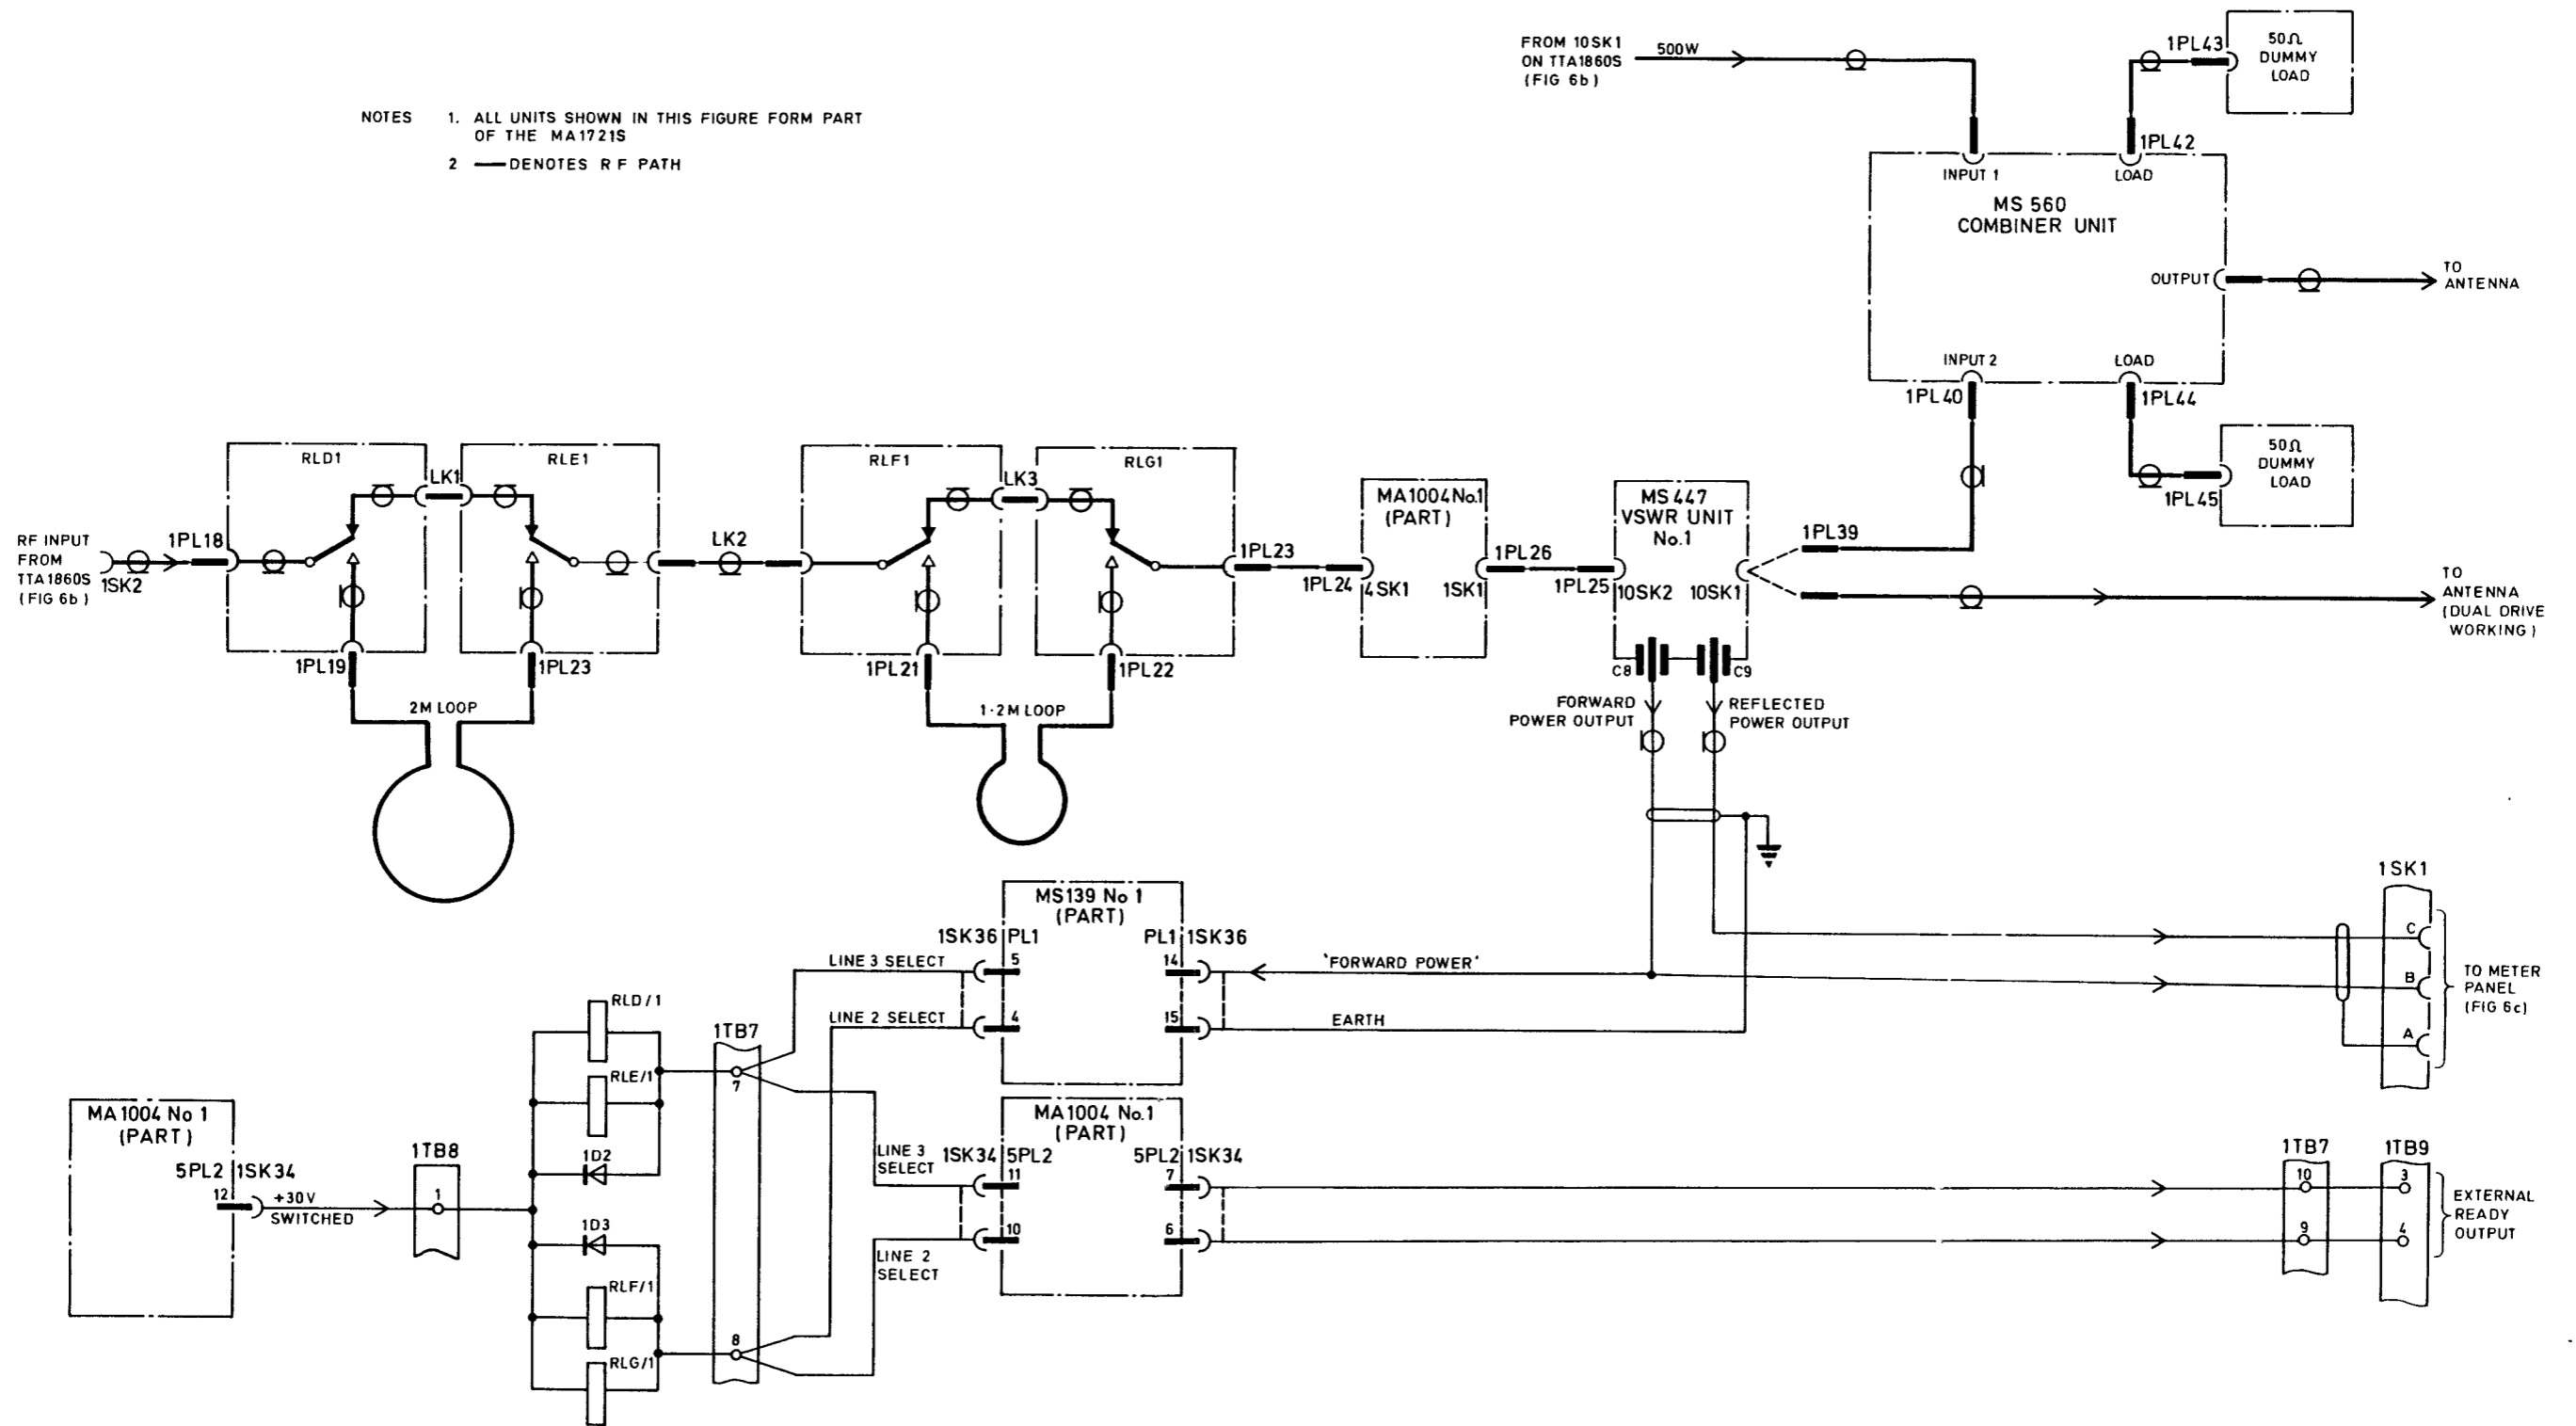 NOTES 1. ALL UNITS SHOWN IN THIS FIGURE FORM PART
OF THE MA1721S
2 DENOTES RF PATH
FROM 10SK1
ON TTA1860S
(FIG 6b)
500W
1PL43
50Ω
DUMMY
LOAD
1PL42
INPUT 1
LOAD
MS 560
COMBINER UNIT
OUTPUT
TO
ANTENNA
INPUT 2
LOAD
1PL40
1PL44
50Ω
DUMMY
LOAD
1PL45
RF INPUT
FROM
TTA1860S
(FIG 6b)
1SK2
1PL18
RLD1
LK1
RLE1
1PL19
1PL23
2M LOOP
LK2
RLF1
LK3
RLG1
1PL21
1PL22
1·2M LOOP
1PL23
1PL24
MA1004 No.1
(PART)
4SK1
1SK1
1PL26
1PL25
MS 447
VSWR UNIT
No.1
10SK2
10SK1
C8
C9
1PL39
TO
ANTENNA
(DUAL DRIVE
WORKING)
FORWARD
POWER OUTPUT
REFLECTED
POWER OUTPUT
MS139 No 1
(PART)
1SK36 PL1
PL1 1SK36
5
4
14
15
LINE 3 SELECT
LINE 2 SELECT
'FORWARD POWER'
EARTH
1SK1
C
B
A
TO METER
PANEL
(FIG 6c)
MA1004 No 1
(PART)
5PL2 1SK34
12
+30V
SWITCHED
1TB8
1
RLD/1
RLE/1
1D2
1D3
RLF/1
RLG/1
1TB7
7
8
LINE 3
SELECT
LINE 2
SELECT
MA1004 No.1
(PART)
1SK34 5PL2
5PL2 1SK34
11
10
7
6
1TB7
10
9
1TB9
3
4
EXTERNAL
READY
OUTPUT